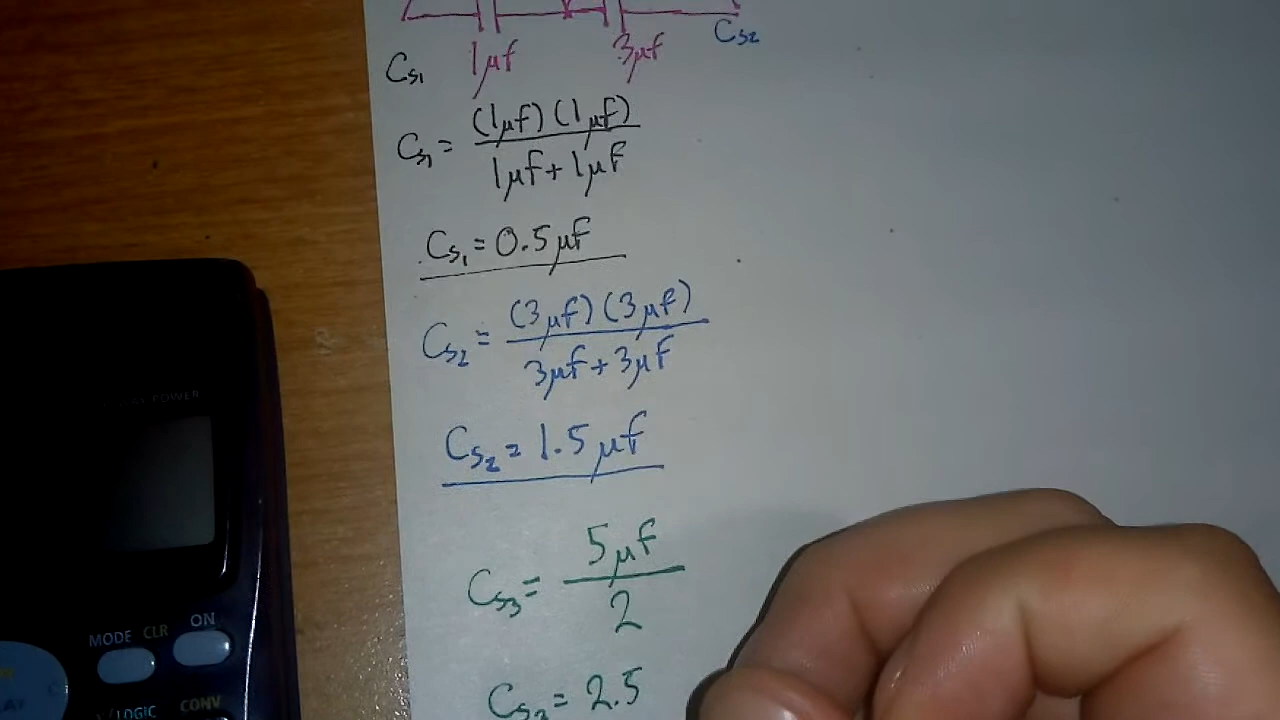 Cs2
Cs1 1μf 3μf
Cs1 = (1μf)(1μf)
1μf+1μf
Cs1 = 0.5μf
Cs2 = (3μf)(3μf)
3μf+3μf
Cs2 = 1.5μf
Cs3 = 5μf
2
Cs3 = 2.5
POWER
MODE CLR ON
LOGIC CONV